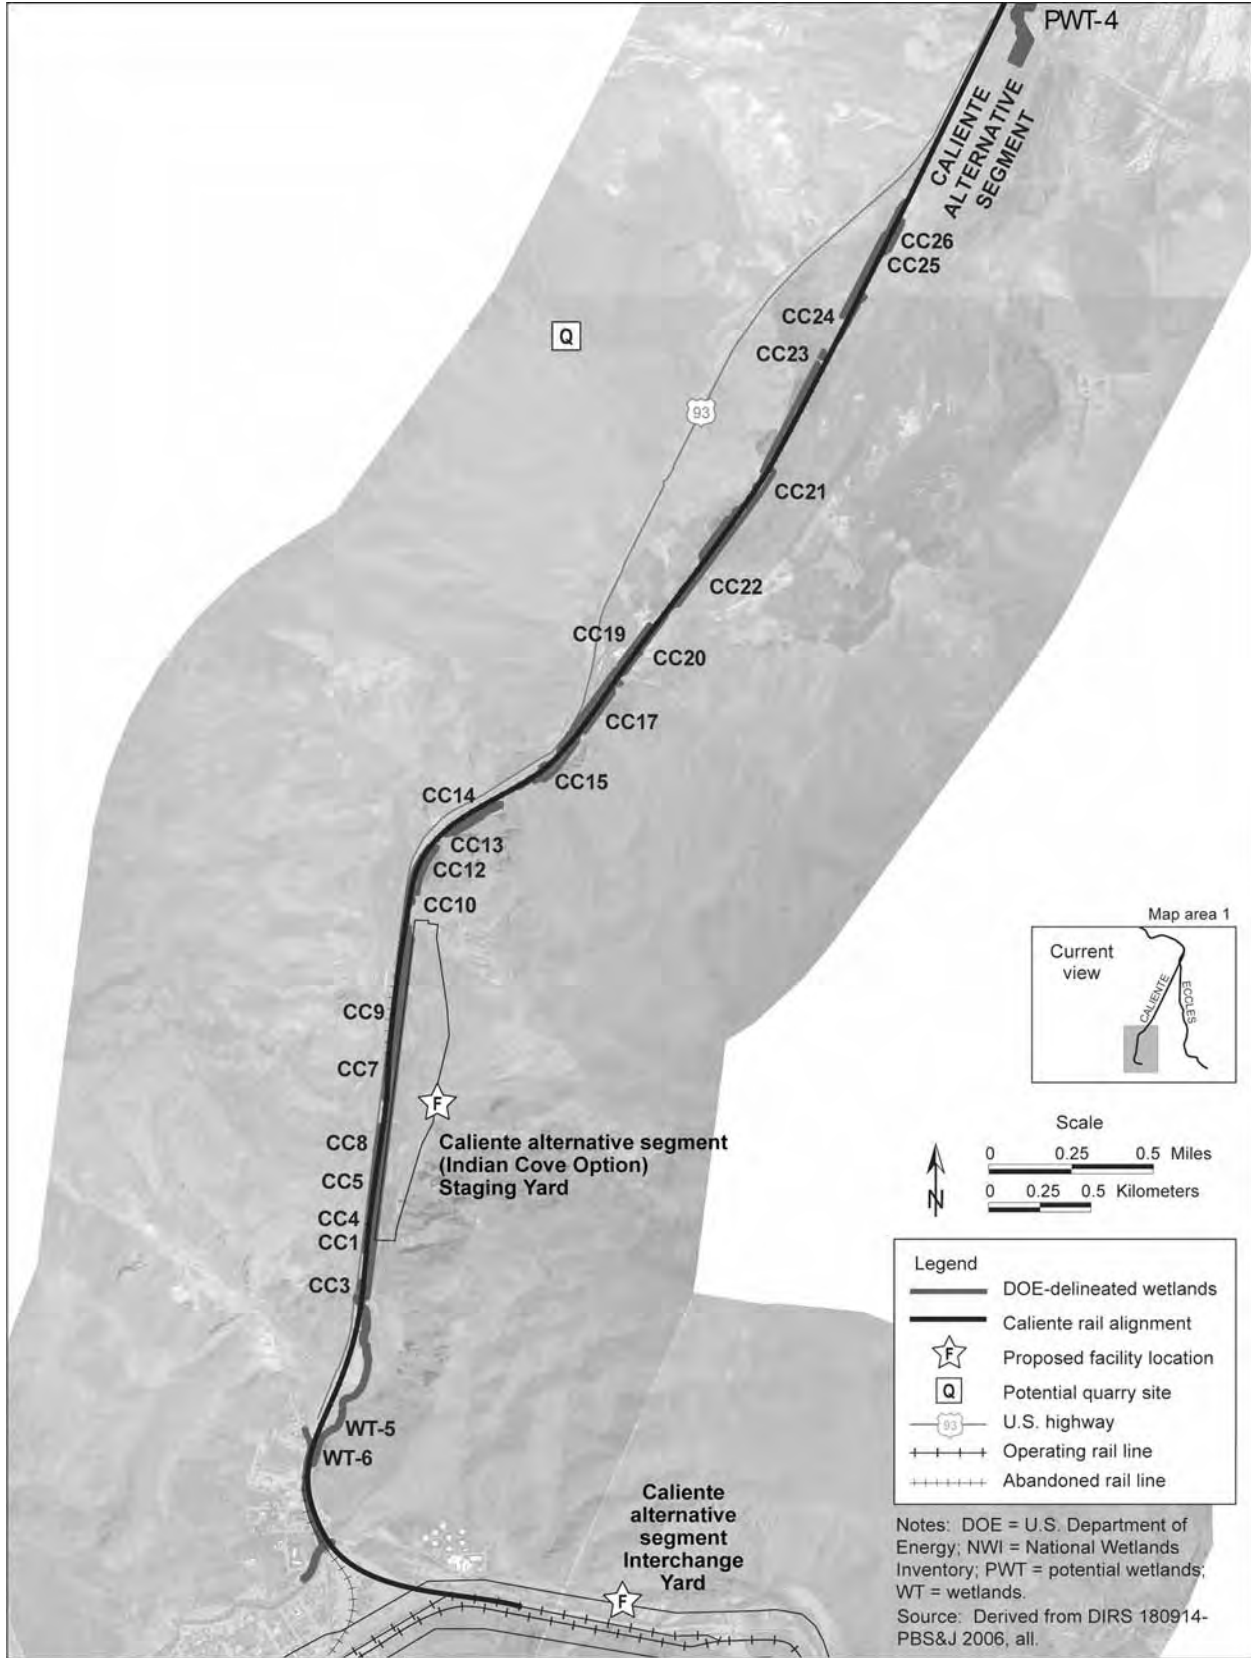 PWT-4
CALIENTE
ALTERNATIVE
SEGMENT
CC26
CC25
CC24
CC23
Q
93
CC21
CC22
CC19
CC20
CC17
CC15
CC14
CC13
CC12
CC10
CC9
CC7
F
CC8
Caliente alternative segment
(Indian Cove Option)
Staging Yard
CC5
CC4
CC1
CC3
WT-5
WT-6
Caliente
alternative
segment
Interchange
Yard
F
Map area 1
Current
view
CALIENTE
ECCLES
Scale
0 0.25 0.5 Miles
0 0.25 0.5 Kilometers
N
Legend
DOE-delineated wetlands
Caliente rail alignment
F Proposed facility location
Q Potential quarry site
93 U.S. highway
Operating rail line
Abandoned rail line
Notes: DOE = U.S. Department of
Energy; NWI = National Wetlands
Inventory; PWT = potential wetlands;
WT = wetlands.
Source: Derived from DIRS 180914-
PBS&J 2006, all.